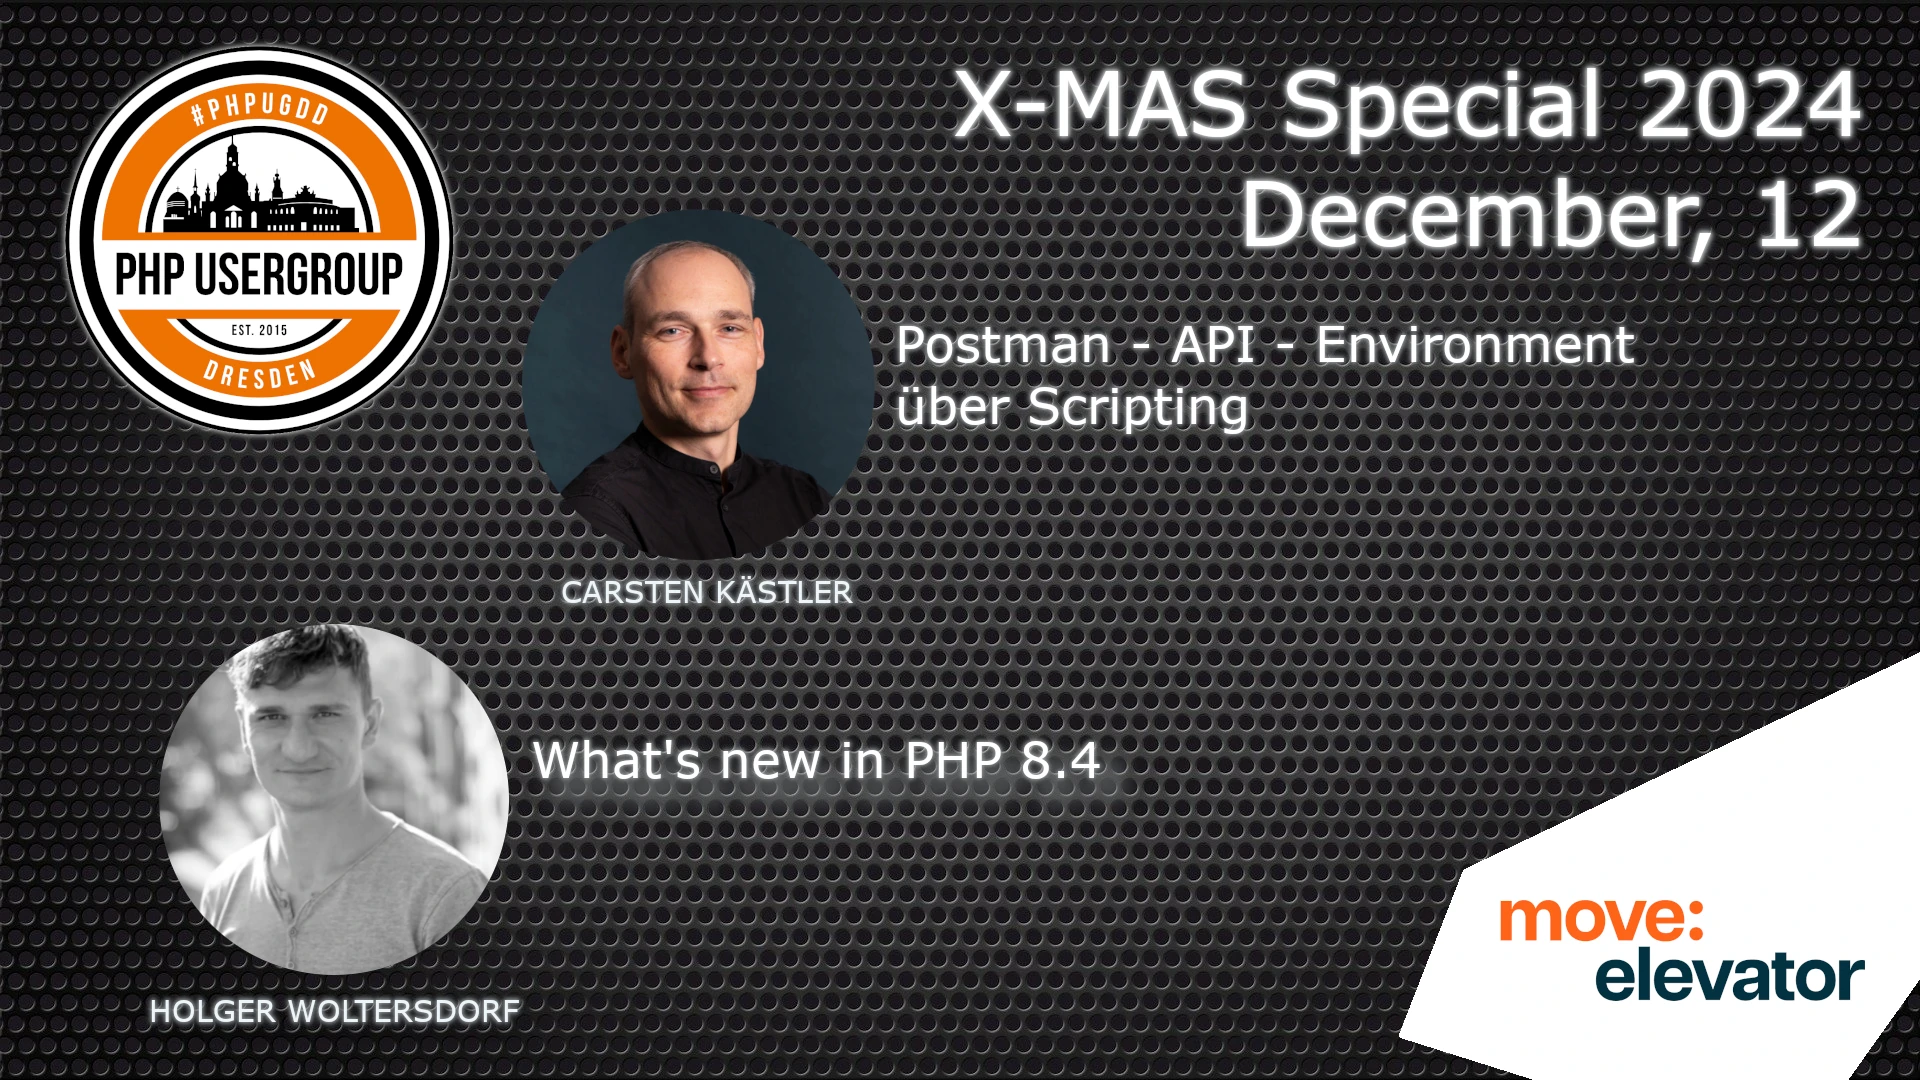 #PHPUGDD
PHP USERGROUP
EST. 2015
DRESDEN
X-MAS Special 2024
December, 12
Postman - API - Environment
über Scripting
CARSTEN KÄSTLER
What's new in PHP 8.4
HOLGER WOLTERSDORF
move:
elevator